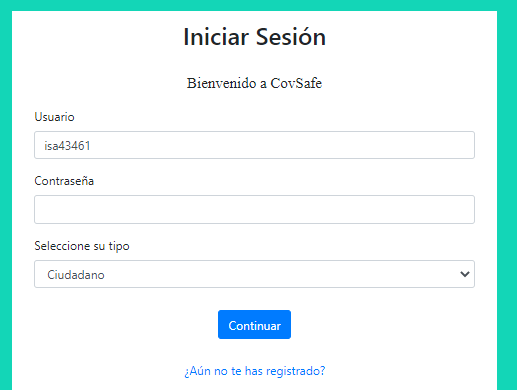 Iniciar Sesión
Bienvenido a CovSafe
Usuario
isa43461
Contraseña
Seleccione su tipo
Ciudadano
Continuar
¿Aún no te has registrado?